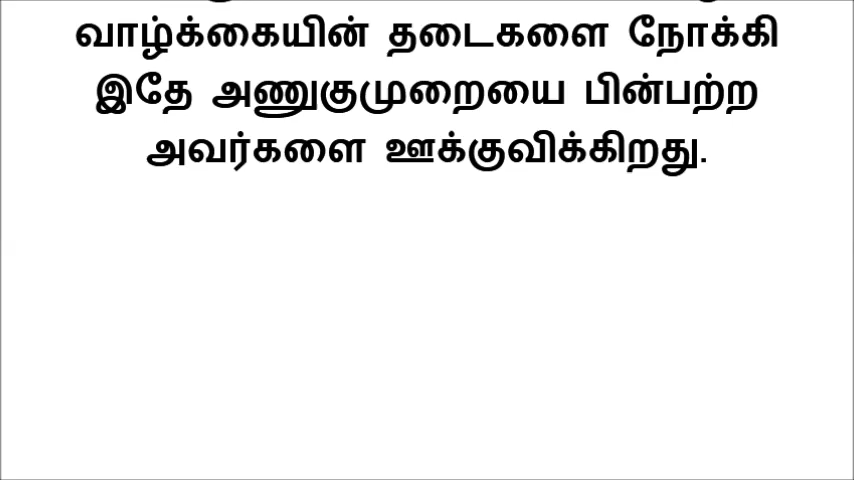 வாழ்க்கையின் தடைகளை நோக்கி
இதே அணுகுமுறையை பின்பற்ற
அவர்களை ஊக்குவிக்கிறது.